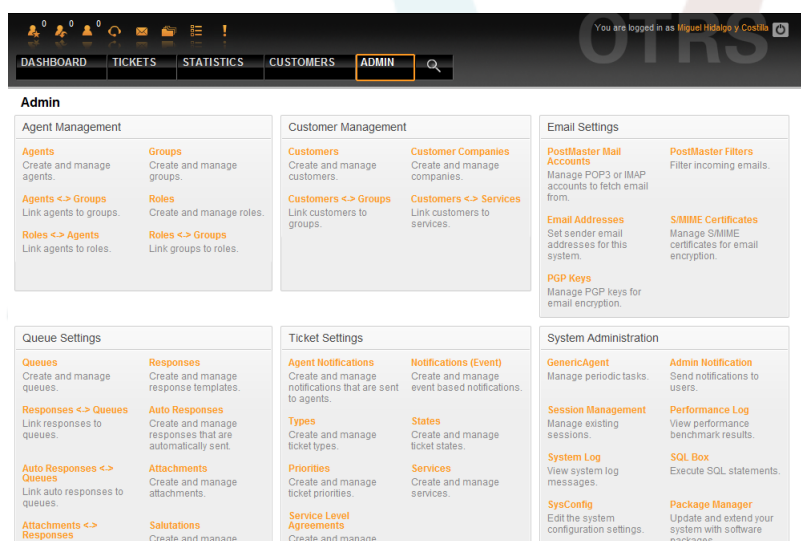 0 0 0
You are logged in as Miguel Hidalgo y Costilla
OTRS
DASHBOARD TICKETS STATISTICS CUSTOMERS ADMIN
Admin
Agent Management
Agents
Create and manage
agents.
Groups
Create and manage
groups.
Agents <-> Groups
Link agents to groups.
Roles
Create and manage roles.
Roles <-> Agents
Link agents to roles.
Roles <-> Groups
Link groups to roles.
Customer Management
Customers
Create and manage
customers.
Customer Companies
Create and manage
companies.
Customers <-> Groups
Link customers to
groups.
Customers <-> Services
Link customers to
services.
Email Settings
PostMaster Mail
Accounts
Manage POP3 or IMAP
accounts to fetch email
from.
PostMaster Filters
Filter incoming emails.
Email Addresses
Set sender email
addresses for this
system.
S/MIME Certificates
Manage S/MIME
certificates for email
encryption.
PGP Keys
Manage PGP keys for
email encryption.
Queue Settings
Queues
Create and manage
queues.
Responses
Create and manage
response templates.
Responses <-> Queues
Link responses to
queues.
Auto Responses
Create and manage
responses that are
automatically sent.
Auto Responses <->
Queues
Link auto responses to
queues.
Attachments
Create and manage
attachments.
Attachments <->
Responses
Salutations
Create and manage
Ticket Settings
Agent Notifications
Create and manage
notifications that are sent
to agents.
Notifications (Event)
Create and manage
event based notifications.
Types
Create and manage
ticket types.
States
Create and manage
ticket states.
Priorities
Create and manage
ticket priorities.
Services
Create and manage
services.
Service Level
Agreements
Create and manage
System Administration
GenericAgent
Manage periodic tasks.
Admin Notification
Send notifications to
users.
Session Management
Manage existing
sessions.
Performance Log
View performance
benchmark results.
System Log
View system log
messages.
SQL Box
Execute SQL statements.
SysConfig
Edit the system
configuration settings.
Package Manager
Update and extend your
system with software
packages.